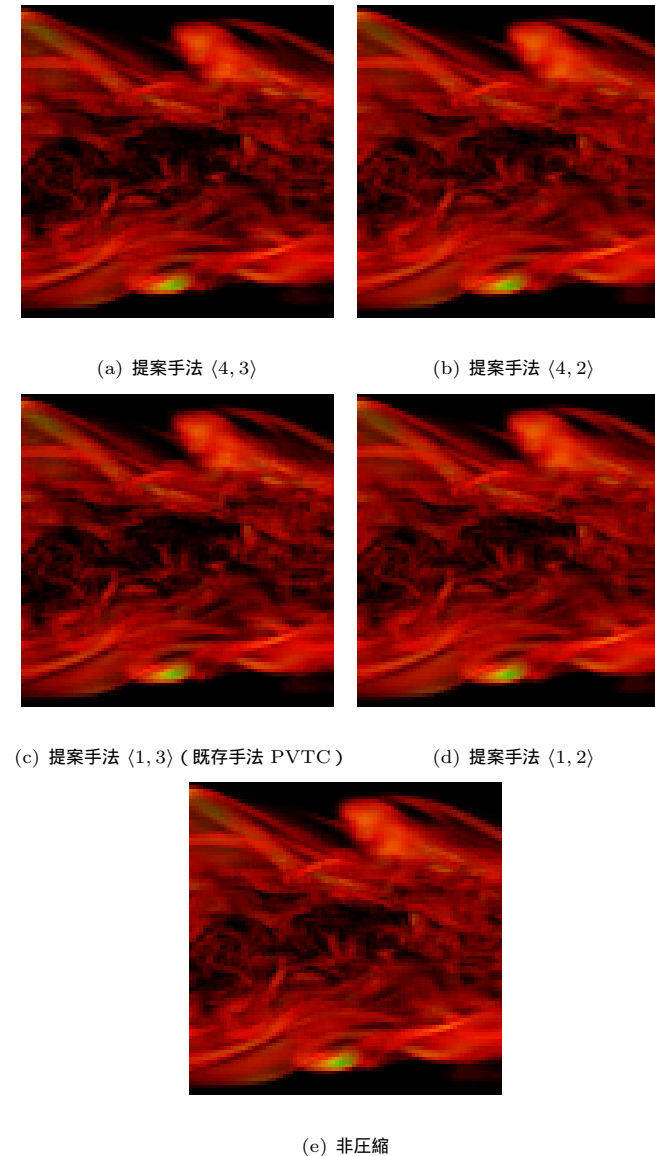 (a) 提案手法 ⟨4, 3⟩
(b) 提案手法 ⟨4, 2⟩
(c) 提案手法 ⟨1, 3⟩（既存手法 PVTC）
(d) 提案手法 ⟨1, 2⟩
(e) 非圧縮